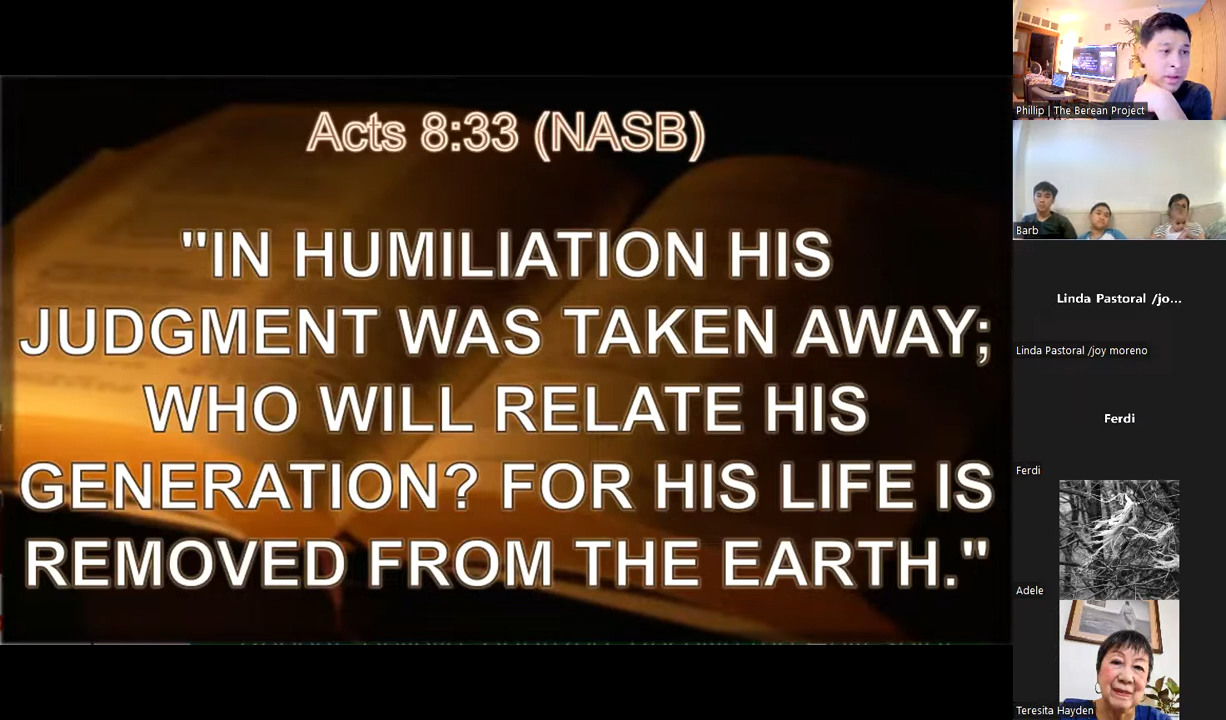 Acts 8:33 (NASB)
"IN HUMILIATION HIS
JUDGMENT WAS TAKEN AWAY;
WHO WILL RELATE HIS
GENERATION? FOR HIS LIFE IS
REMOVED FROM THE EARTH."
Phillip | The Berean Project
Barb
Linda Pastoral /jo...
Linda Pastoral /joy moreno
Ferdi
Ferdi
Adele
Teresita Hayden